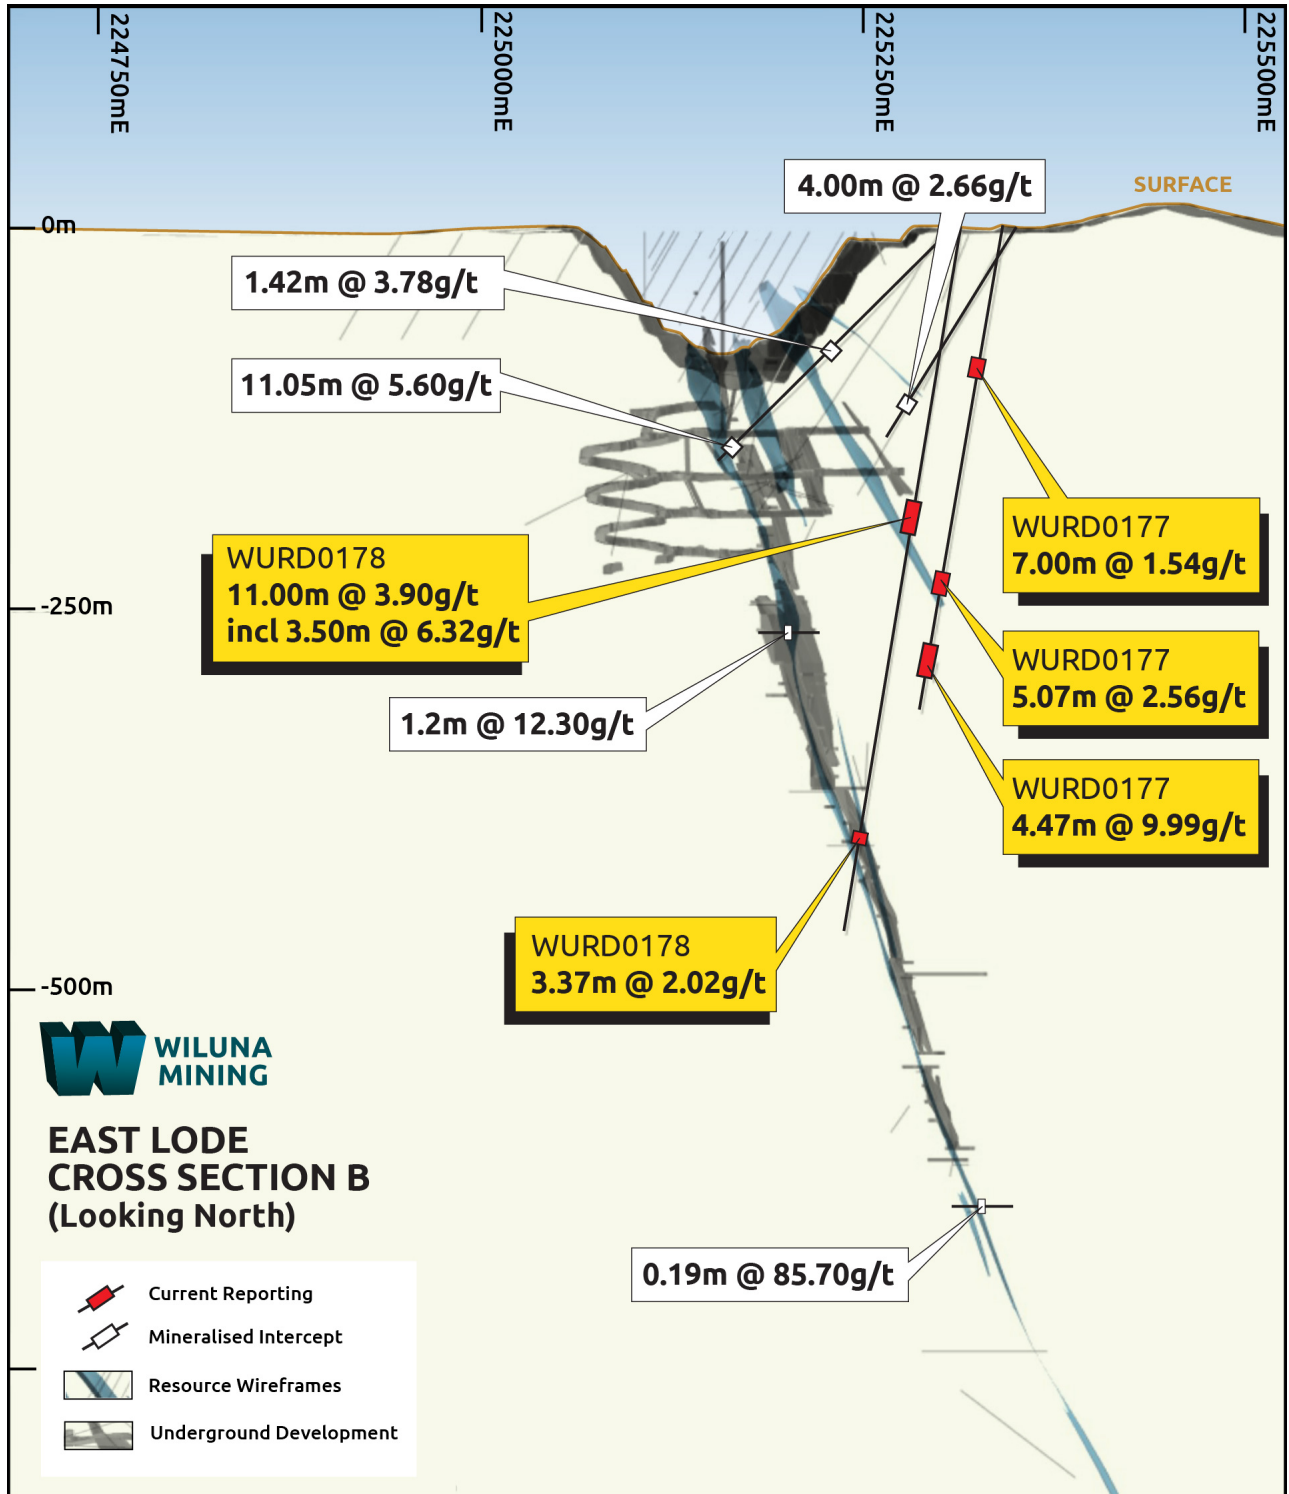 224750mE
225000mE
225250mE
225500mE
4.00m @ 2.66g/t
SURFACE
0m
1.42m @ 3.78g/t
11.05m @ 5.60g/t
WURD0177
7.00m @ 1.54g/t
WURD0178
11.00m @ 3.90g/t
incl 3.50m @ 6.32g/t
-250m
WURD0177
5.07m @ 2.56g/t
1.2m @ 12.30g/t
WURD0177
4.47m @ 9.99g/t
WURD0178
3.37m @ 2.02g/t
-500m
WILUNA
MINING
EAST LODE
CROSS SECTION B
(Looking North)
0.19m @ 85.70g/t
Current Reporting
Mineralised Intercept
Resource Wireframes
Underground Development